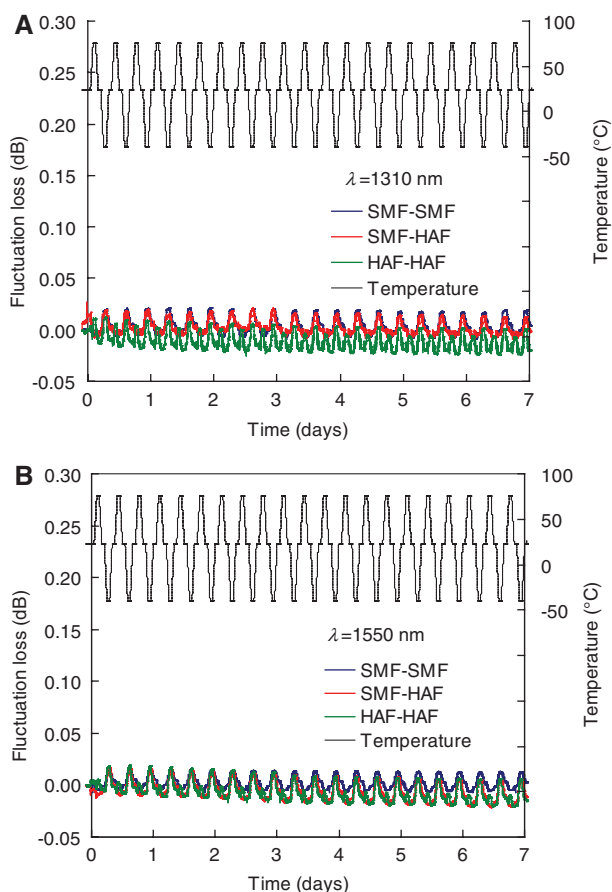 A
0.30
0.25
0.20
0.15
0.10
0.05
0.00
-0.05
Fluctuation loss (dB)
100
50
0
-50
Temperature (°C)
λ=1310 nm
SMF-SMF
SMF-HAF
HAF-HAF
Temperature
0 1 2 3 4 5 6 7
Time (days)
B
0.30
0.25
0.20
0.15
0.10
0.05
0.00
-0.05
Fluctuation loss (dB)
100
50
0
-50
Temperature (°C)
λ=1550 nm
SMF-SMF
SMF-HAF
HAF-HAF
Temperature
0 1 2 3 4 5 6 7
Time (days)